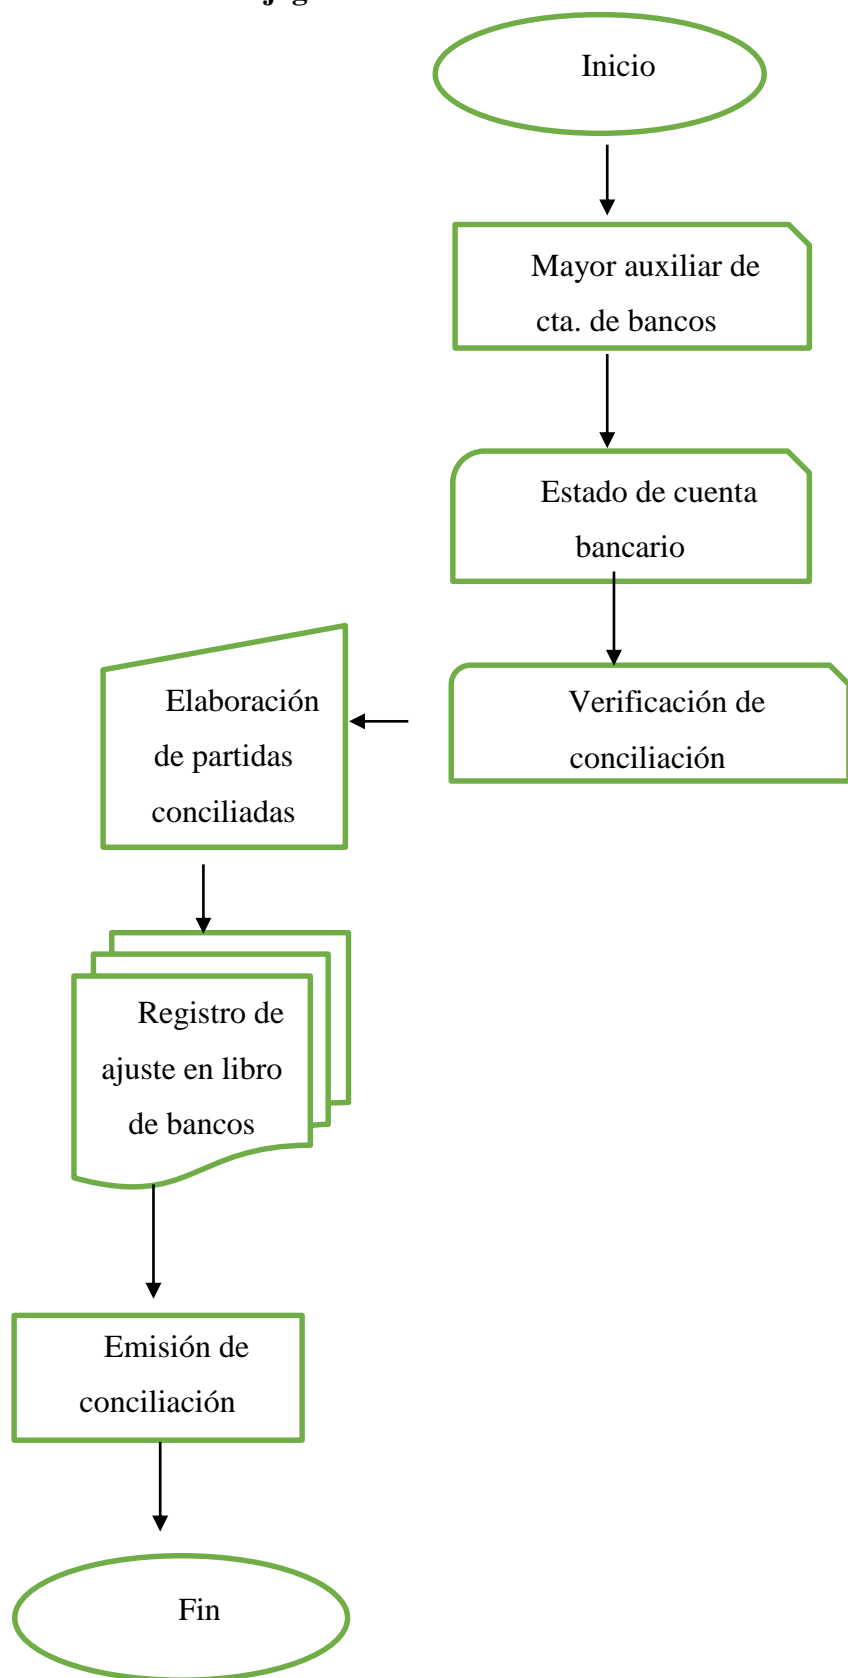 Inicio
Mayor auxiliar de
cta. de bancos
Estado de cuenta
bancario
Verificación de
conciliación
Elaboración
de partidas
conciliadas
Registro de
ajuste en libro
de bancos
Emisión de
conciliación
Fin